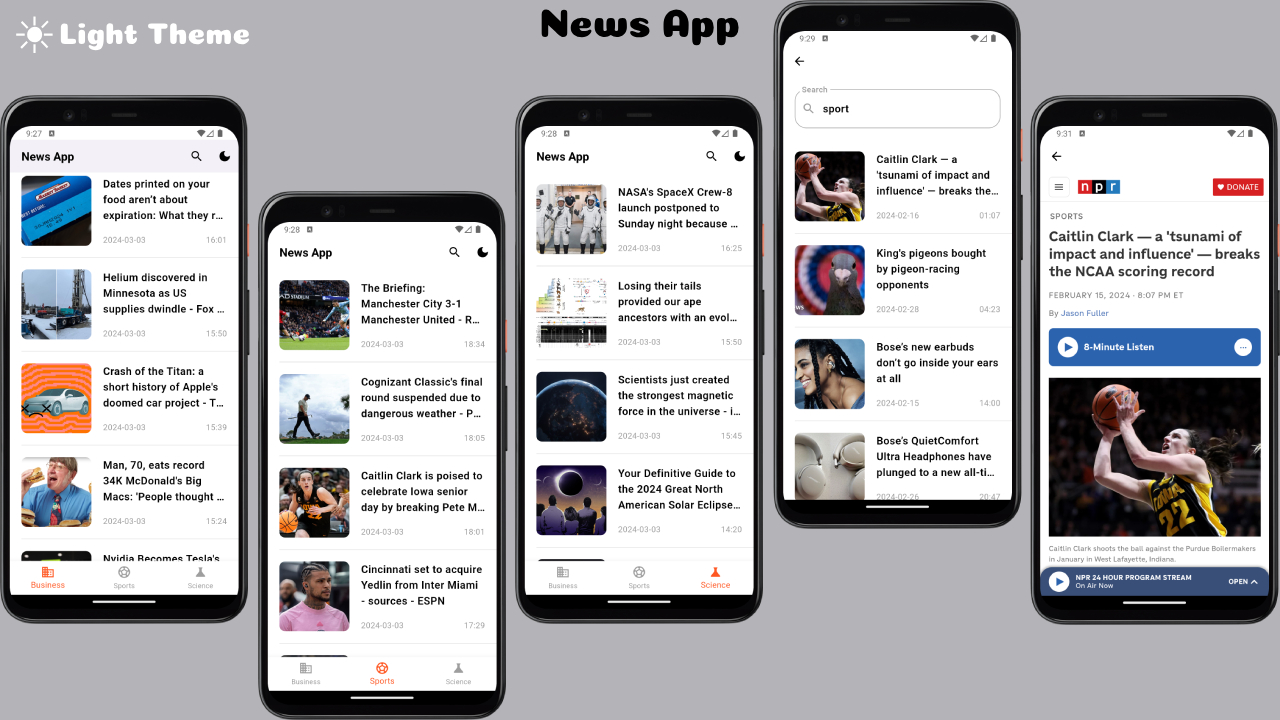 Light Theme
News App
9:27
News App
Dates printed on your
food aren't about
expiration: What they r...
2024-03-03 16:01
Helium discovered in
Minnesota as US
supplies dwindle - Fox ...
2024-03-03 15:50
Crash of the Titan: a
short history of Apple's
doomed car project - T...
2024-03-03 15:39
Man, 70, eats record
34K McDonald's Big
Macs: 'People thought ...
2024-03-03 15:24
Nvidia Becomes Tesla's
Business Sports Science
9:28
News App
The Briefing:
Manchester City 3-1
Manchester United - R...
2024-03-03 18:34
Cognizant Classic's final
round suspended due to
dangerous weather - P...
2024-03-03 18:05
Caitlin Clark is poised to
celebrate Iowa senior
day by breaking Pete M...
2024-03-03 18:01
Cincinnati set to acquire
Yedlin from Inter Miami
- sources - ESPN
2024-03-03 17:29
Business Sports Science
9:28
News App
NASA's SpaceX Crew-8
launch postponed to
Sunday night because ...
2024-03-03 16:25
Losing their tails
provided our ape
ancestors with an evol...
2024-03-03 15:50
Scientists just created
the strongest magnetic
force in the universe - i...
2024-03-03 15:45
Your Definitive Guide to
the 2024 Great North
American Solar Eclipse...
2024-03-03 14:20
Business Sports Science
9:29
Search
sport
Caitlin Clark — a
'tsunami of impact and
influence' — breaks the...
2024-02-16 01:07
King's pigeons bought
by pigeon-racing
opponents
2024-02-28 04:23
Bose's new earbuds
don't go inside your ears
at all
2024-02-15 14:00
Bose's QuietComfort
Ultra Headphones have
plunged to a new all-ti...
2024-02-26 20:47
9:31
npr
DONATE
SPORTS
Caitlin Clark — a 'tsunami of
impact and influence' — breaks
the NCAA scoring record
FEBRUARY 15, 2024 · 8:07 PM ET
By Jason Fuller
8-Minute Listen
IOWA
22
Caitlin Clark shoots the ball against the Purdue Boilermakers
in January in West Lafayette, Indiana.
NPR 24 HOUR PROGRAM STREAM
On Air Now
OPEN